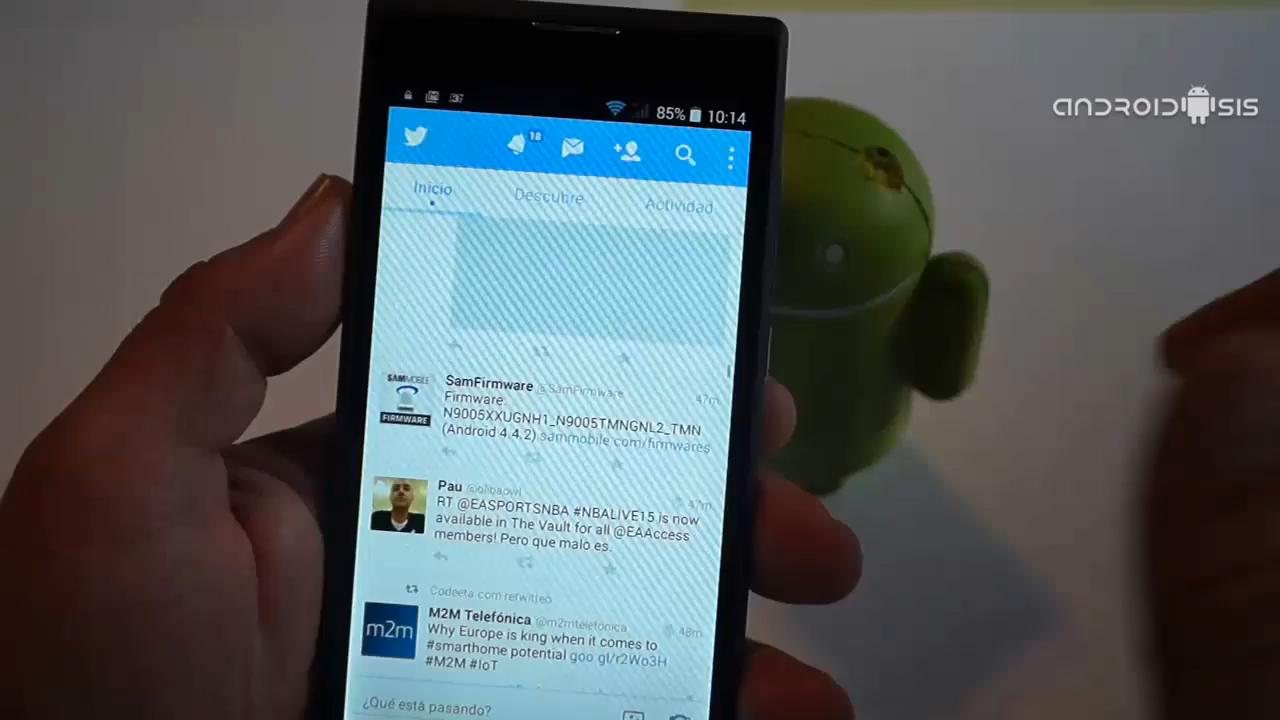 ANDROIDSIS
85% 10:14
18
Inicio Descubre Actividad
SAMMOBILE
FIRMWARE
SamFirmware @SamFirmware 47m
Firmware:
N9005XXUGNH1_N9005TMNGNL2_TMN
(Android 4.4.2) sammobile.com/firmwares
Pau @olibaowl 47m
RT @EASPORTSNBA #NBALIVE15 is now
available in The Vault for all @EAAccess
members! Pero que malo es.
Codeeta com retwitteó
m2m
M2M Telefónica @m2mtelefonica 48m
Why Europe is king when it comes to
#smarthome potential goo.gl/r2Wo3H
#M2M #IoT
¿Qué está pasando?